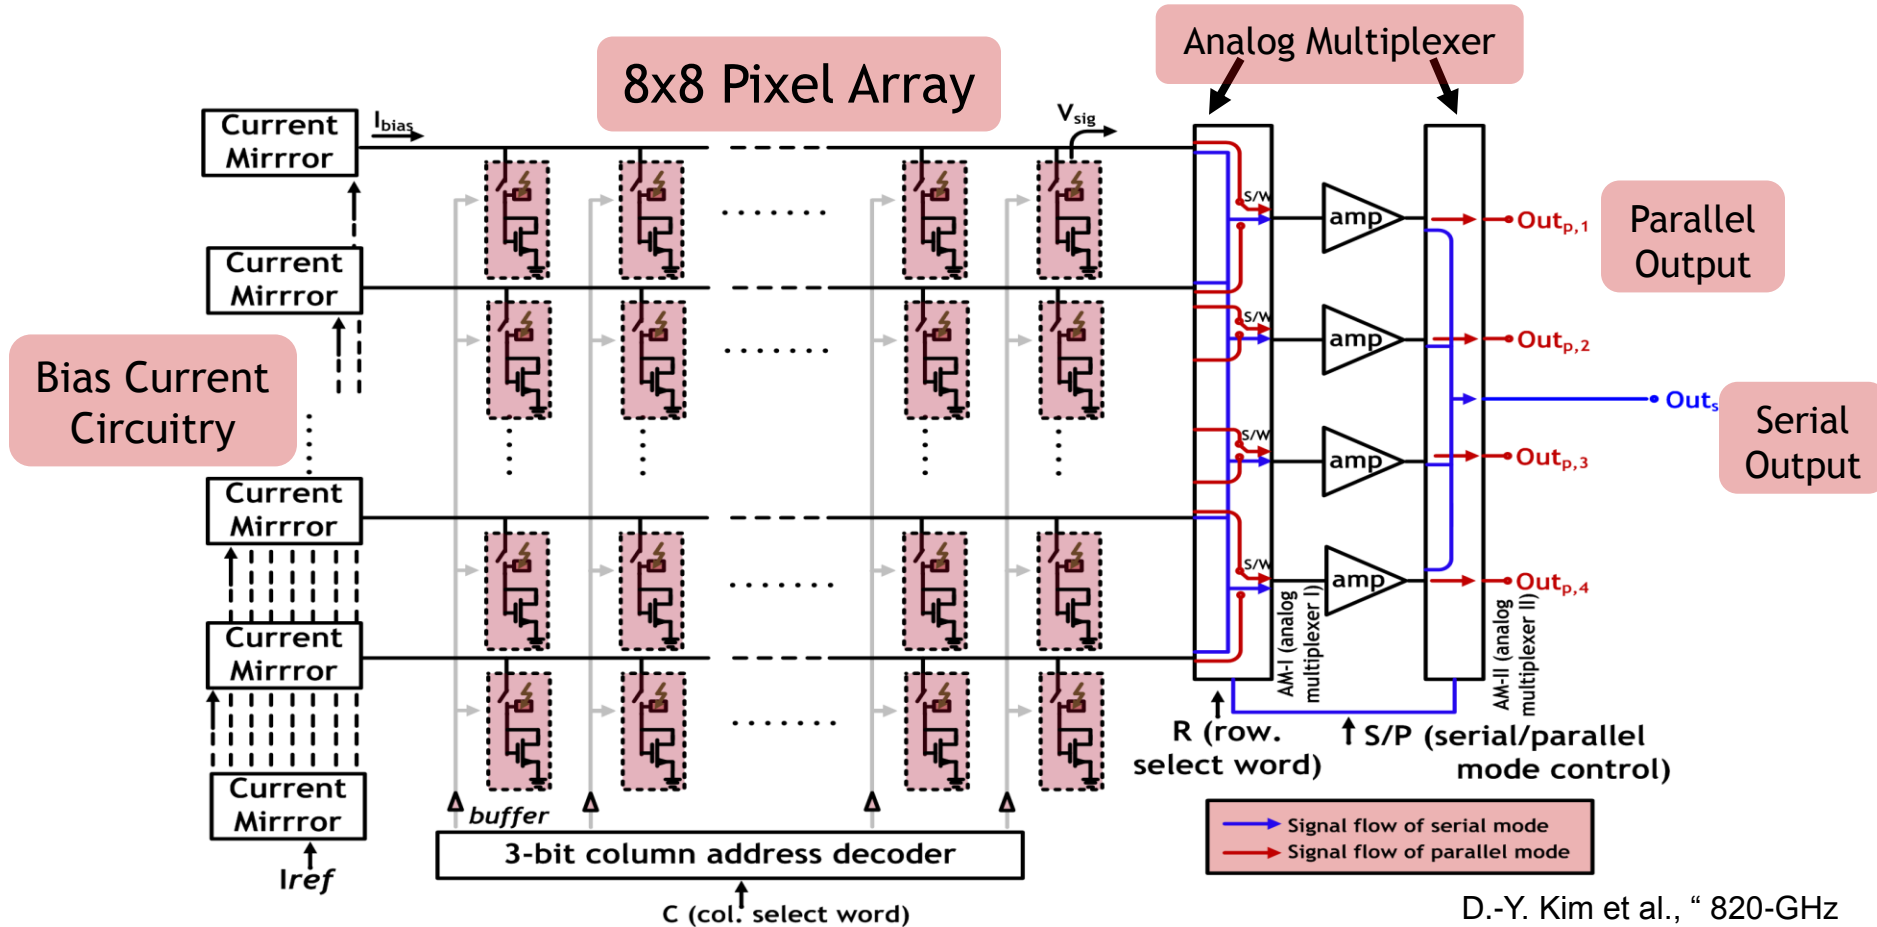 Analog Multiplexer
8x8 Pixel Array
Current
Mirrror
Ibias
Vsig
Current
Mirrror
Bias Current
Circuitry
Current
Mirrror
Current
Mirrror
Current
Mirrror
Iref
buffer
3-bit column address decoder
C (col. select word)
S/W
S/W
S/W
S/W
amp
amp
amp
amp
AM-I (analog
multiplexer I)
AM-II (analog
multiplexer II)
Outp,1
Outp,2
Outs
Outp,3
Outp,4
Parallel
Output
Serial
Output
R (row.
select word)
S/P (serial/parallel
mode control)
Signal flow of serial mode
Signal flow of parallel mode
D.-Y. Kim et al., “ 820-GHz